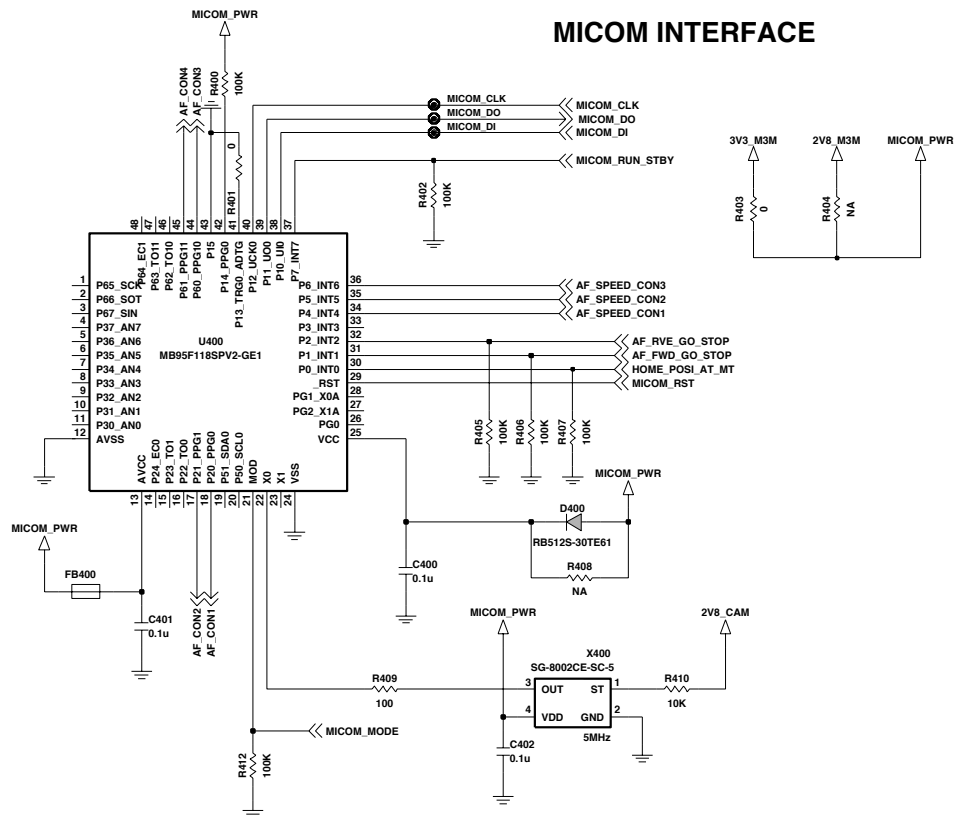 MICOM INTERFACE
MICOM_PWR
AF_CON4
AF_CON3
R400
100K
0
R401
MICOM_CLK
MICOM_DO
MICOM_DI
MICOM_CLK
MICOM_DO
MICOM_DI
MICOM_RUN_STBY
R402
100K
3V3_M3M
2V8_M3M
MICOM_PWR
R403
0
R404
NA
48
47
46
45
44
43
42
41
40
39
38
37
P64_EC1
P63_TO11
P62_TO10
P61_PPG11
P60_PPG10
P15
P14_PPG0
P13_TRG0_ADTG
P12_UCK0
P11_UO0
P10_UI0
P7_INT7
1 P65_SCK
2 P66_SOT
3 P67_SIN
4 P37_AN7
5 P36_AN6
6 P35_AN5
7 P34_AN4
8 P33_AN3
9 P32_AN2
10 P31_AN1
11 P30_AN0
12 AVSS
U400
MB95F118SPV2-GE1
P6_INT6 36 AF_SPEED_CON3
P5_INT5 35 AF_SPEED_CON2
P4_INT4 34 AF_SPEED_CON1
P3_INT3 33
P2_INT2 32 AF_RVE_GO_STOP
P1_INT1 31 AF_FWD_GO_STOP
P0_INT0 30 HOME_POSI_AT_MT
_RST 29 MICOM_RST
PG1_X0A 28
PG2_X1A 27
PG0 26
VCC 25
R405
100K
R406
100K
R407
100K
AVCC
P24_EC0
P23_TO1
P22_TO0
P21_PPG1
P20_PPG0
P51_SDA0
P50_SCL0
MOD
X0
X1
VSS
13
14
15
16
17
18
19
20
21
22
23
24
MICOM_PWR
D400
RB512S-30TE61
R408
NA
C400
0.1u
MICOM_PWR
FB400
C401
0.1u
AF_CON2
AF_CON1
MICOM_PWR
2V8_CAM
X400
SG-8002CE-SC-5
R409
100
3 OUT ST 1
4 VDD GND 2
5MHz
R410
10K
MICOM_MODE
C402
0.1u
R412
100K